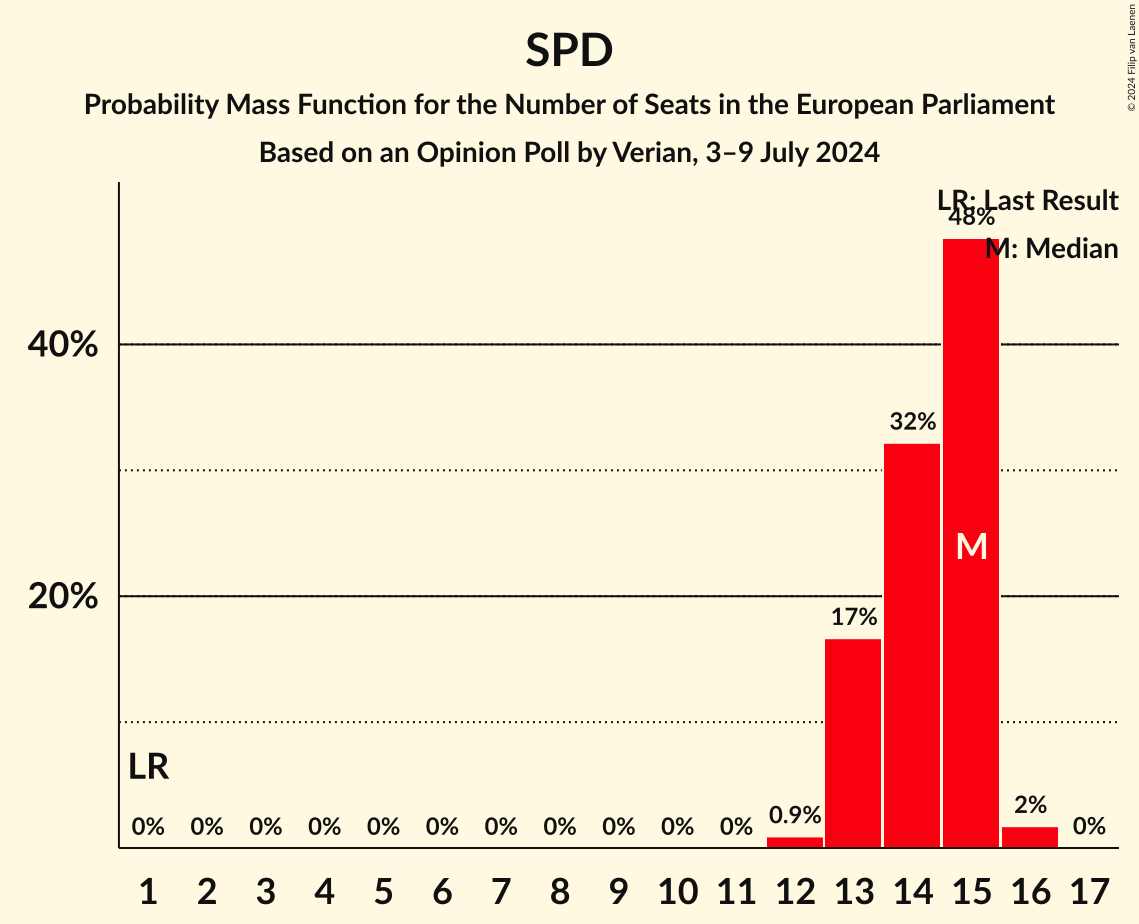 SPD
Probability Mass Function for the Number of Seats in the European Parliament
Based on an Opinion Poll by Verian, 3–9 July 2024
© 2024 Filip van Laenen
LR: Last Result
M: Median
48%
40%
32%
M
20%
17%
LR
0% 0% 0% 0% 0% 0% 0% 0% 0% 0% 0% 0.9% 2% 0%
1 2 3 4 5 6 7 8 9 10 11 12 13 14 15 16 17